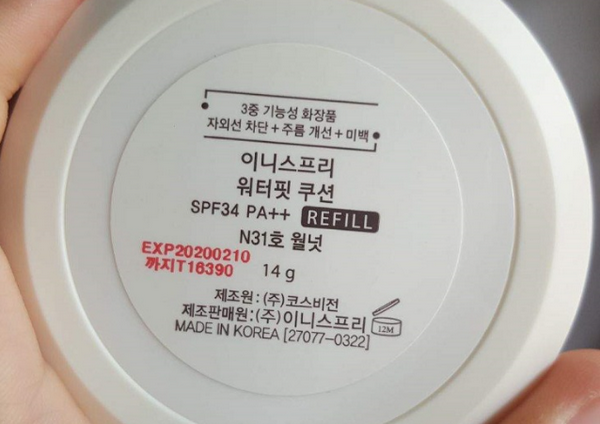 3중 기능성 화장품
자외선 차단 + 주름 개선 + 미백
이니스프리
워터핏 쿠션
SPF34 PA++ REFILL
N31호 월넛
EXP20200210
까지T16390
14 g
제조원 : (주)코스비전
제조판매원 : (주)이니스프리
12M
MADE IN KOREA [27077-0322]